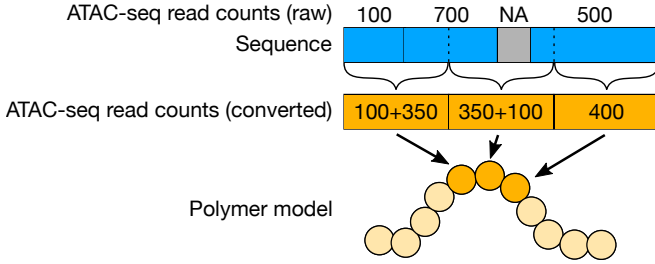 ATAC-seq read counts (raw) 100 700 NA 500
Sequence
ATAC-seq read counts (converted) 100+350 350+100 400
Polymer model